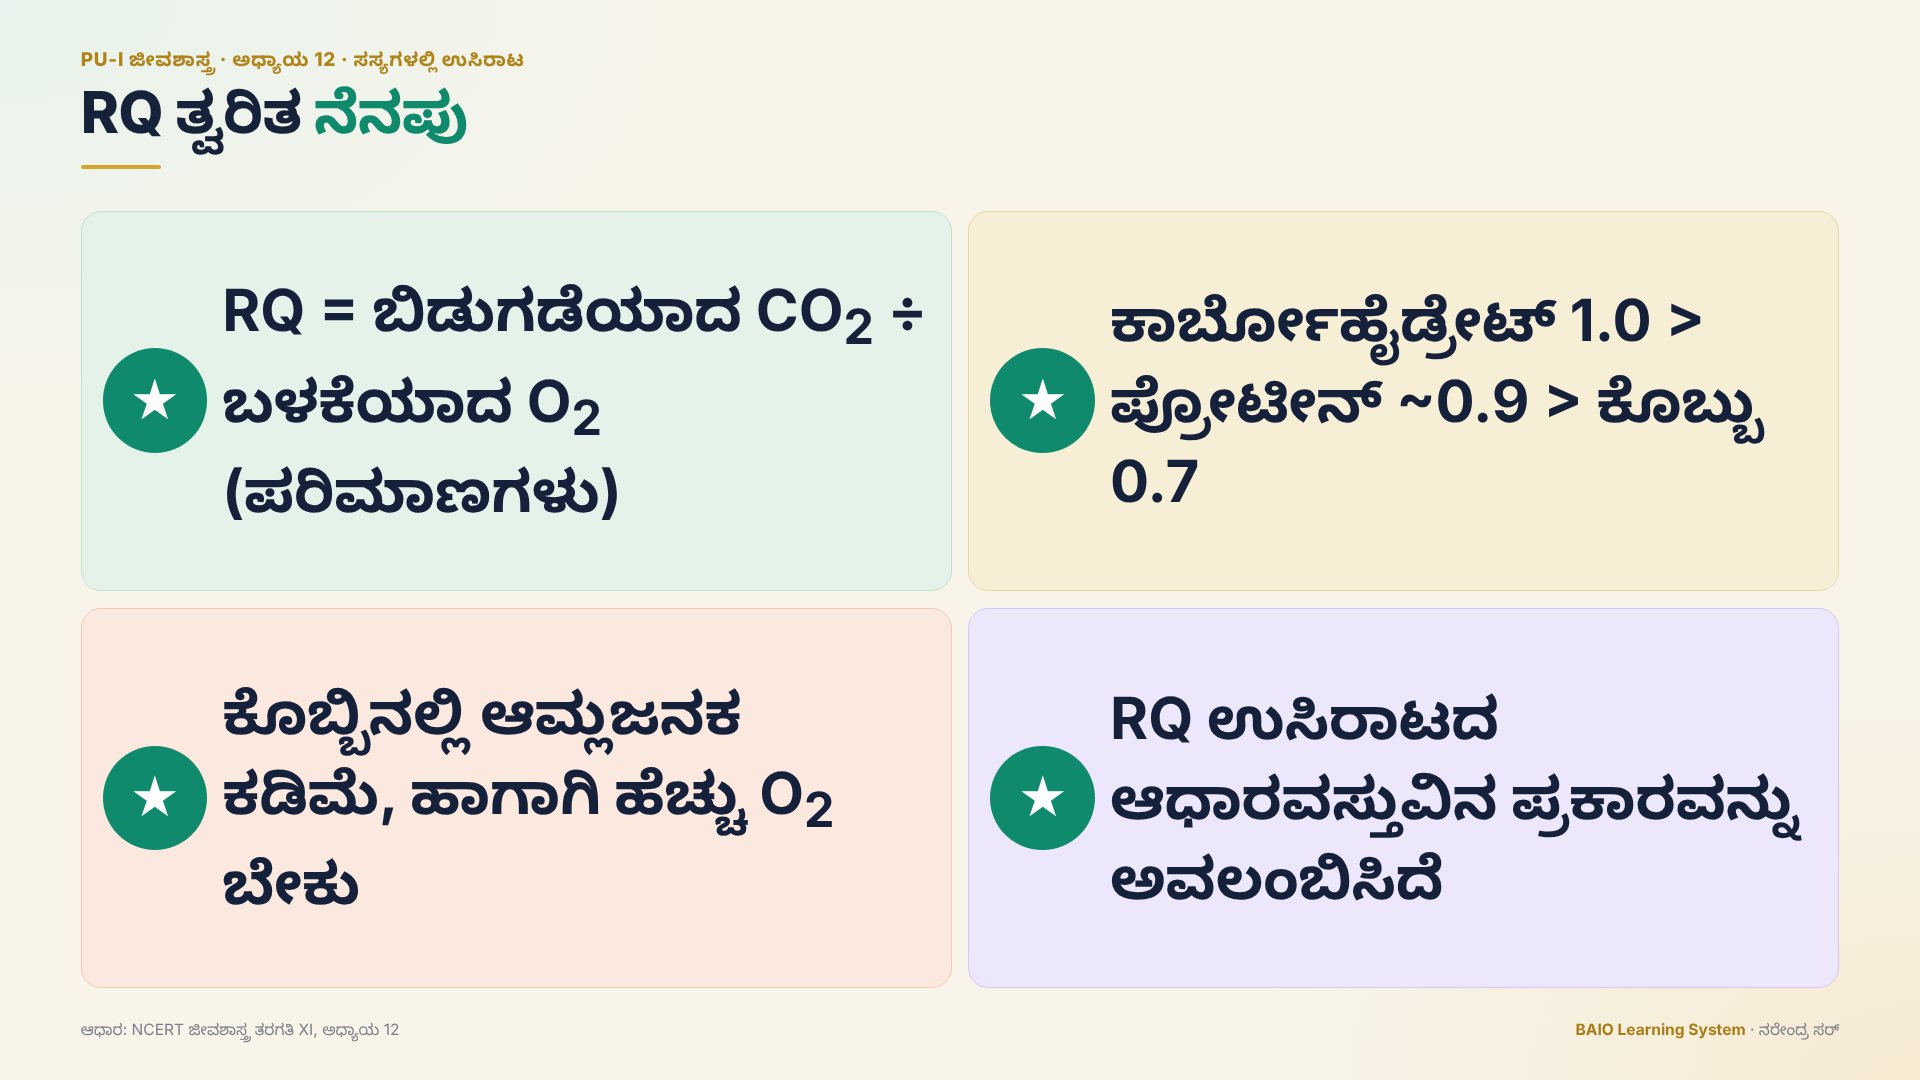 PU-I ಜೀವಶಾಸ್ತ್ರ · ಅಧ್ಯಾಯ 12 · ಸಸ್ಯಗಳಲ್ಲಿ ಉಸಿರಾಟ
RQ ತ್ವರಿತ ನೆನಪು
RQ = ಬಿಡುಗಡೆಯಾದ CO₂ ÷
ಬಳಕೆಯಾದ O₂
(ಪರಿಮಾಣಗಳು)
ಕಾರ್ಬೋಹೈಡ್ರೇಟ್ 1.0 >
ಪ್ರೋಟೀನ್ ~0.9 > ಕೊಬ್ಬು
0.7
ಕೊಬ್ಬಿನಲ್ಲಿ ಆಮ್ಲಜನಕ
ಕಡಿಮೆ, ಹಾಗಾಗಿ ಹೆಚ್ಚು O₂
ಬೇಕು
RQ ಉಸಿರಾಟದ
ಆಧಾರವಸ್ತುವಿನ ಪ್ರಕಾರವನ್ನು
ಅವಲಂಬಿಸಿದೆ
ಆಧಾರ: NCERT ಜೀವಶಾಸ್ತ್ರ ತರಗತಿ XI, ಅಧ್ಯಾಯ 12
BAIO Learning System · ನರೇಂದ್ರ ಸರ್